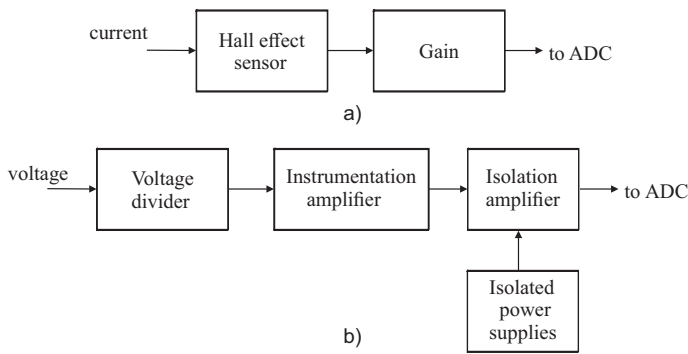 current
Hall effect
sensor
Gain
to ADC
a)
voltage
Voltage
divider
Instrumentation
amplifier
Isolation
amplifier
to ADC
Isolated
power
supplies
b)